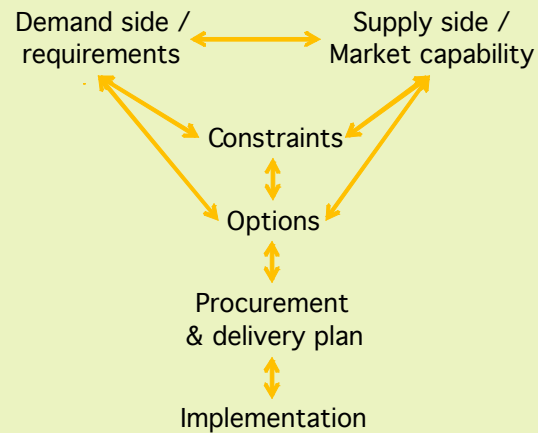 Demand side /
requirements
Supply side /
Market capability
Constraints
Options
Procurement
& delivery plan
Implementation